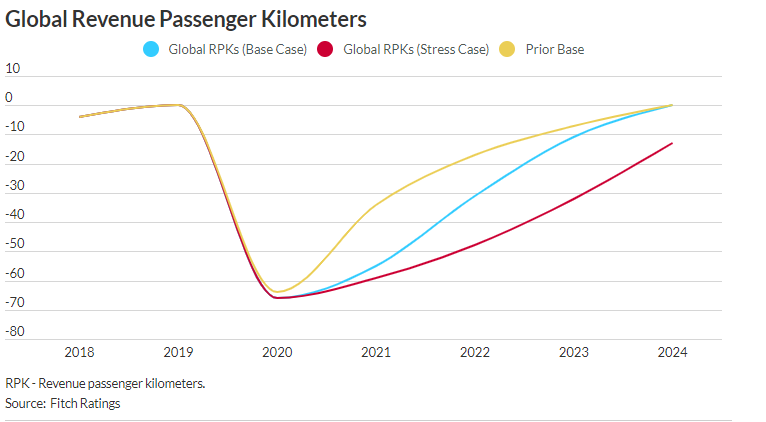 Global Revenue Passenger Kilometers
Global RPKs (Base Case) Global RPKs (Stress Case) Prior Base
10
0
-10
-20
-30
-40
-50
-60
-70
-80
2018 2019 2020 2021 2022 2023 2024
RPK - Revenue passenger kilometers.
Source: Fitch Ratings